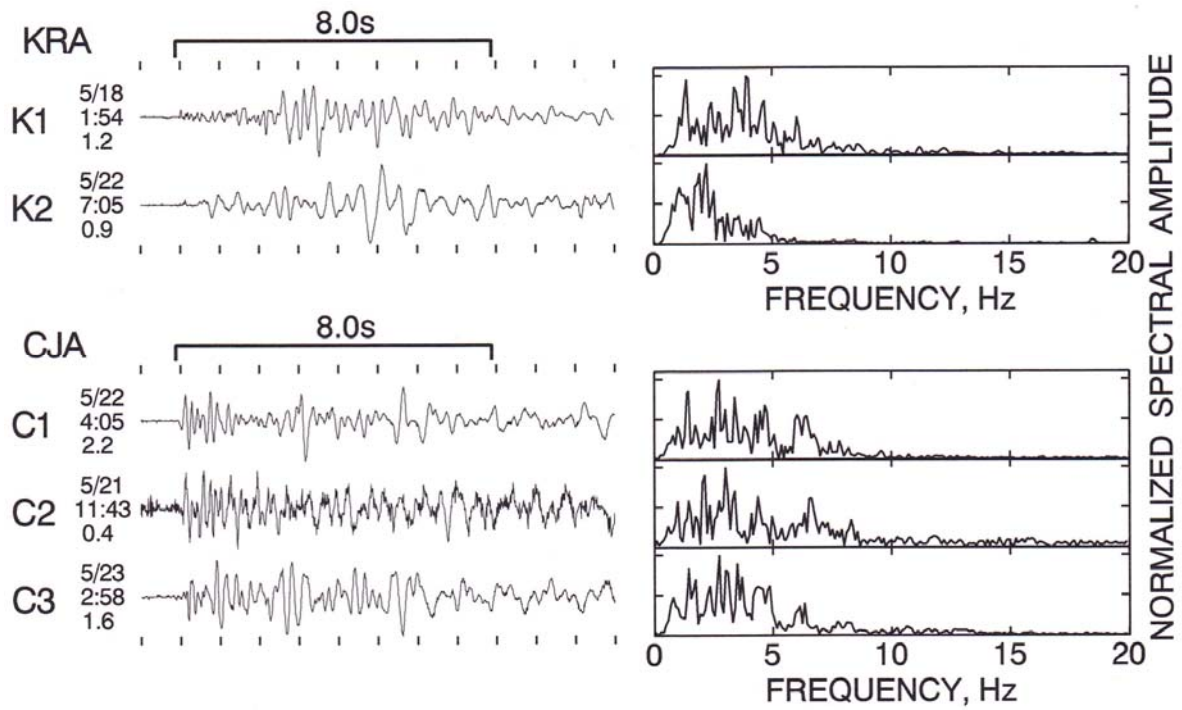 KRA
8.0s
K1
5/18
1:54
1.2
K2
5/22
7:05
0.9
0 5 10 15 20
FREQUENCY, Hz
CJA
8.0s
C1
5/22
4:05
2.2
C2
5/21
11:43
0.4
C3
5/23
2:58
1.6
0 5 10 15 20
FREQUENCY, Hz
NORMALIZED SPECTRAL AMPLITUDE